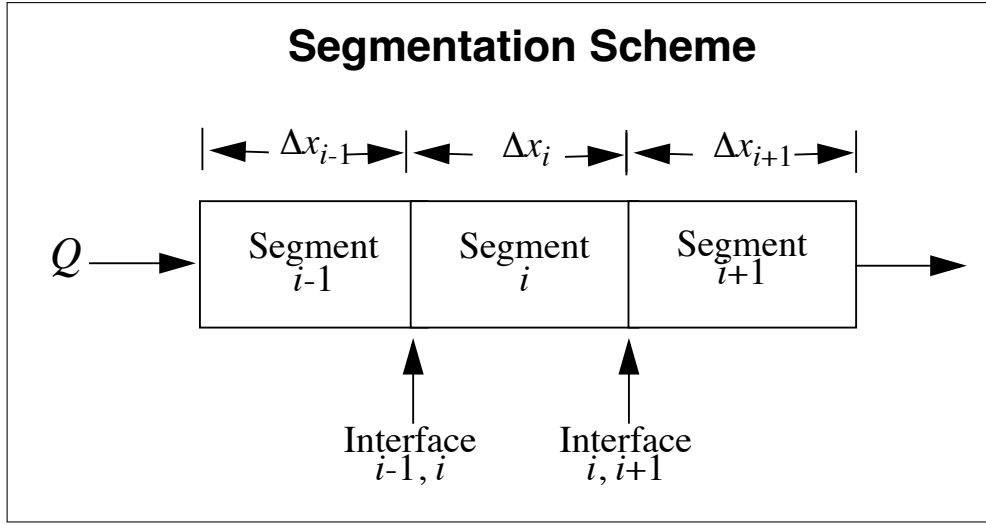 Segmentation Scheme
Δx_{i-1} Δx_i Δx_{i+1}
Q
Segment
i-1
Segment
i
Segment
i+1
Interface
i-1, i
Interface
i, i+1